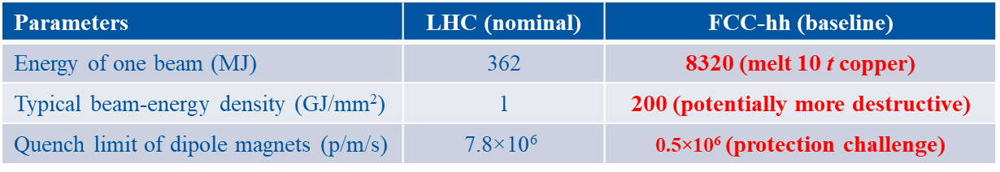 Parameters LHC (nominal) FCC-hh (baseline)
Energy of one beam (MJ) 362 8320 (melt 10 t copper)
Typical beam-energy density (GJ/mm²) 1 200 (potentially more destructive)
Quench limit of dipole magnets (p/m/s) 7.8×10⁶ 0.5×10⁶ (protection challenge)